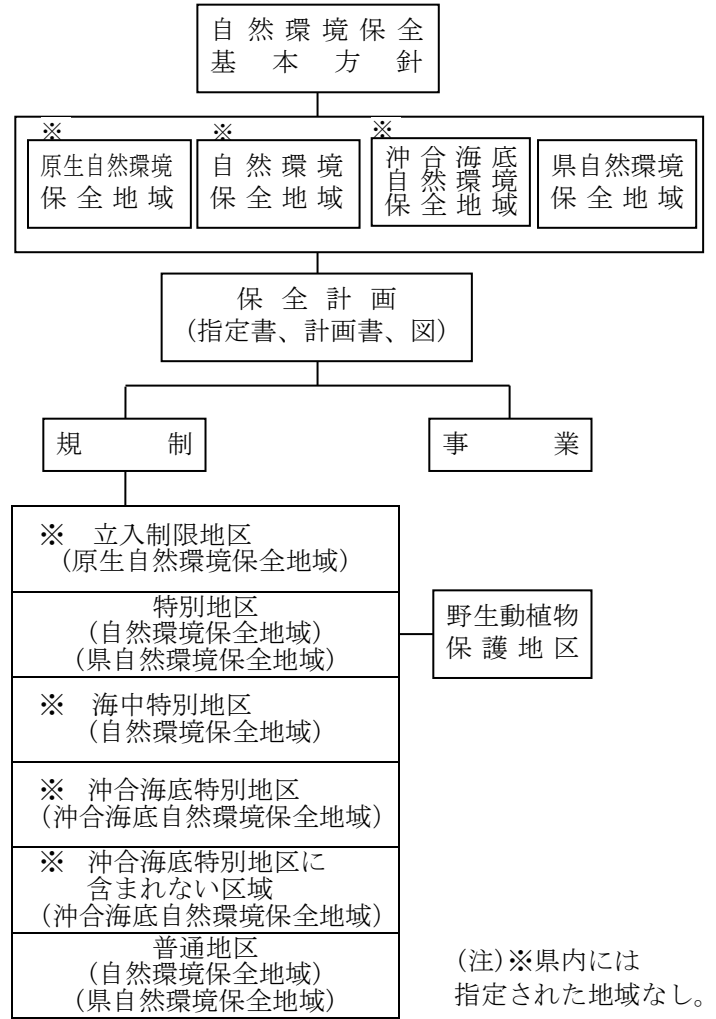 自然環境保全
基本方針
※
原生自然環境
保全地域
※
自然環境
保全地域
※
沖合海底
自然環境
保全地域
県自然環境
保全地域
保全計画
(指定書、計画書、図)
規制
事業
※ 立入制限地区
(原生自然環境保全地域)
特別地区
(自然環境保全地域)
(県自然環境保全地域)
野生動植物
保護地区
※ 海中特別地区
(自然環境保全地域)
※ 沖合海底特別地区
(沖合海底自然環境保全地域)
※ 沖合海底特別地区に
含まれない区域
(沖合海底自然環境保全地域)
普通地区
(自然環境保全地域)
(県自然環境保全地域)
(注)※県内には
指定された地域なし。